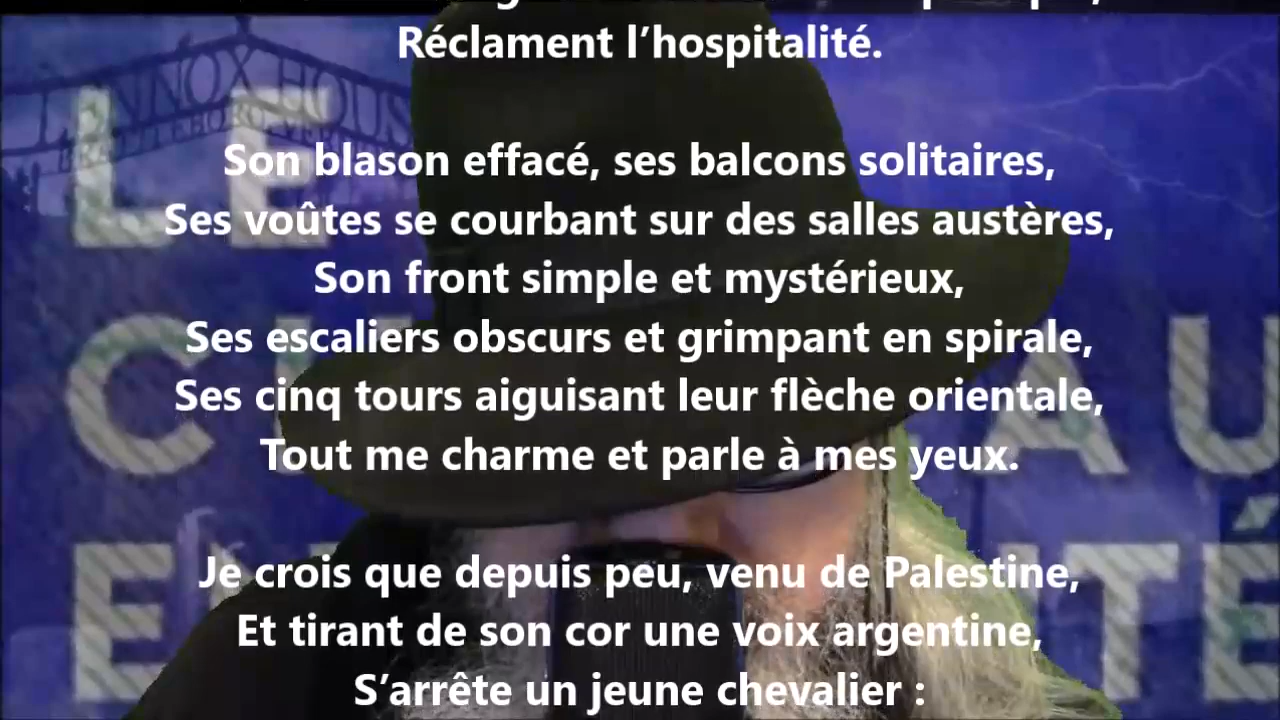 Réclament l’hospitalité.
Son blason effacé, ses balcons solitaires,
Ses voûtes se courbant sur des salles austères,
Son front simple et mystérieux,
Ses escaliers obscurs et grimpant en spirale,
Ses cinq tours aiguisant leur flèche orientale,
Tout me charme et parle à mes yeux.
Je crois que depuis peu, venu de Palestine,
Et tirant de son cor une voix argentine,
S’arrête un jeune chevalier :
LENNOX HOUS
LE